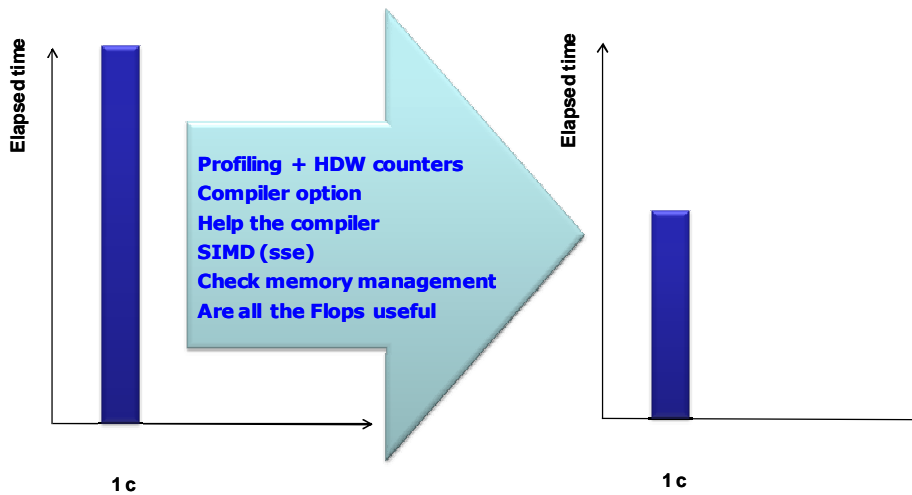 Elapsed time
Profiling + HDW counters
Compiler option
Help the compiler
SIMD (sse)
Check memory management
Are all the Flops useful
1 c
Elapsed time
1 c